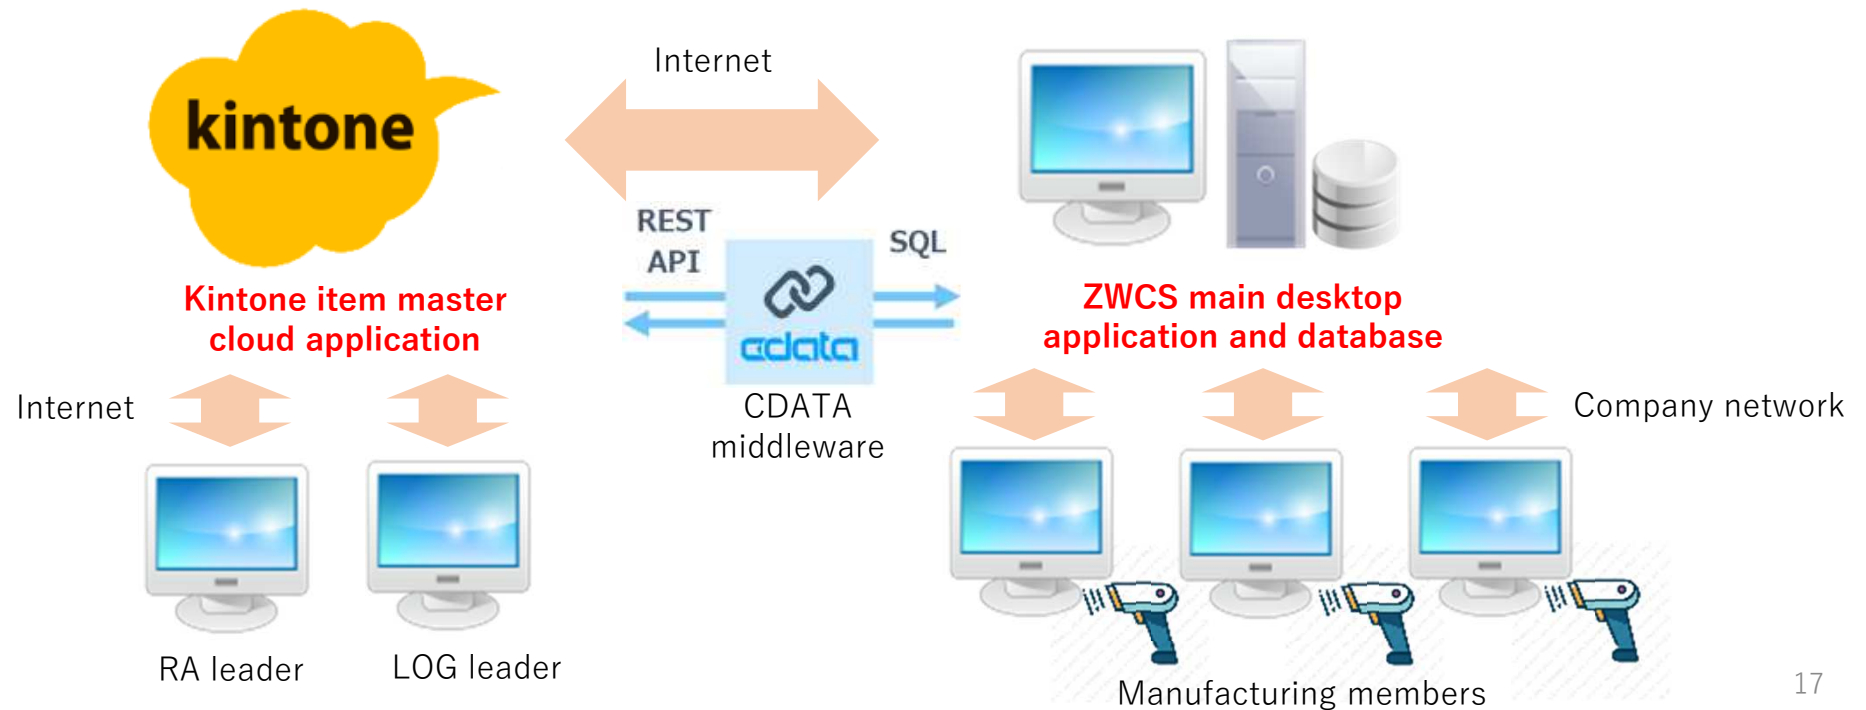 kintone
Internet
REST
API
SQL
cdata
Kintone item master
cloud application
ZWCS main desktop
application and database
CDATA
middleware
Internet
Company network
RA leader
LOG leader
Manufacturing members
17